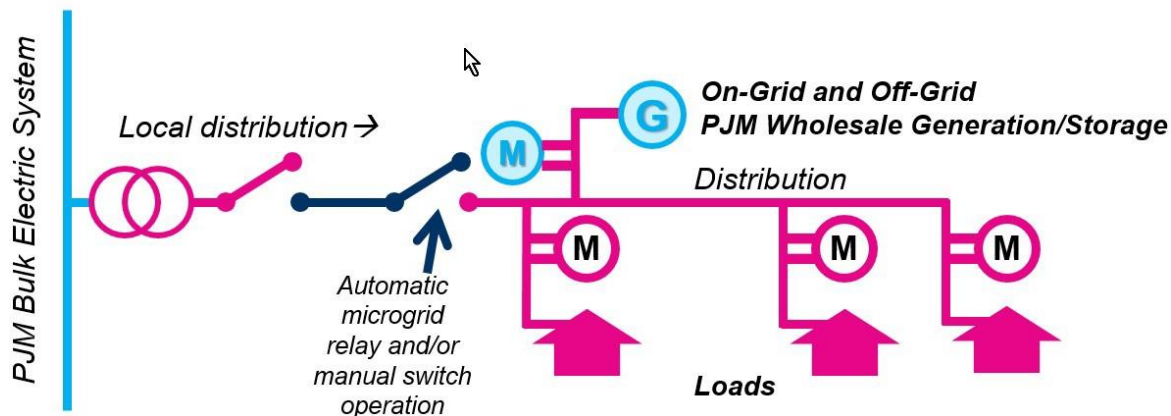 PJM Bulk Electric System
Local distribution →
M
G
On-Grid and Off-Grid
PJM Wholesale Generation/Storage
Distribution
M
M
M
Automatic
microgrid
relay and/or
manual switch
operation
Loads